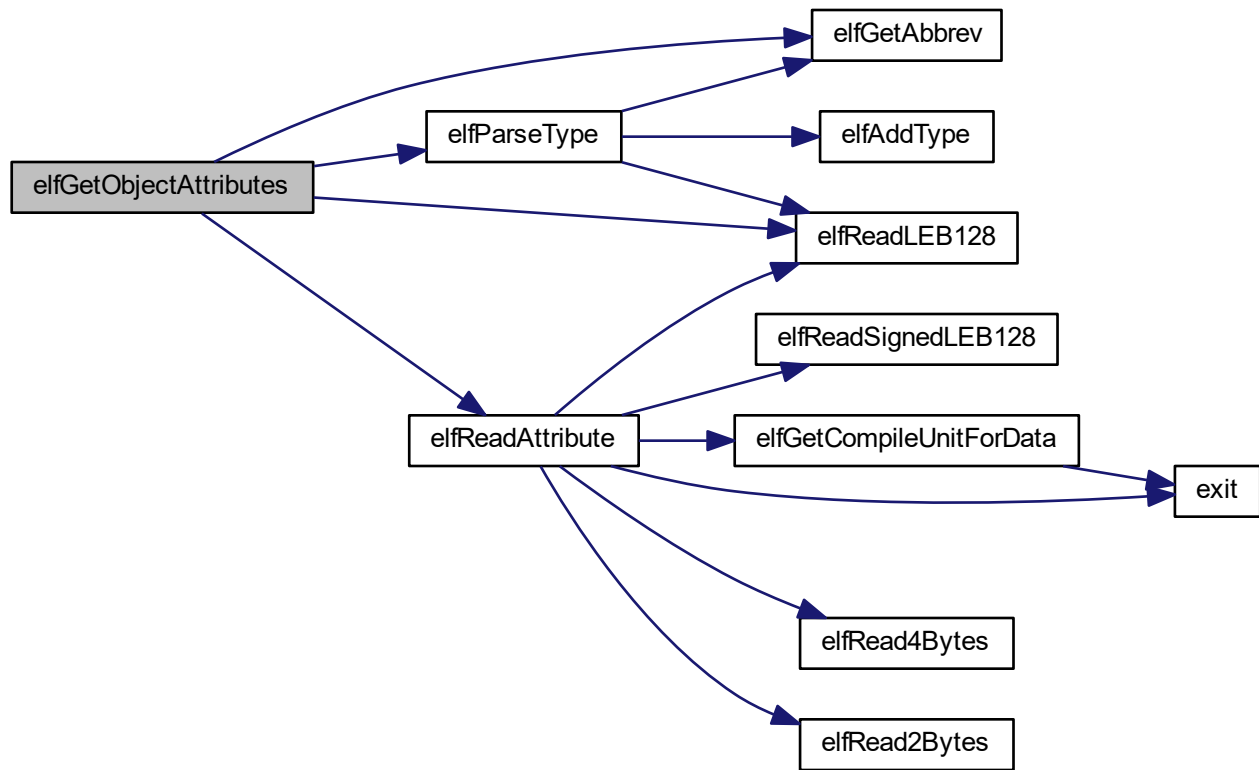 elfGetAbbrev
elfParseType
elfAddType
elfGetObjectAttributes
elfReadLEB128
elfReadSignedLEB128
elfReadAttribute
elfGetCompileUnitForData
exit
elfRead4Bytes
elfRead2Bytes